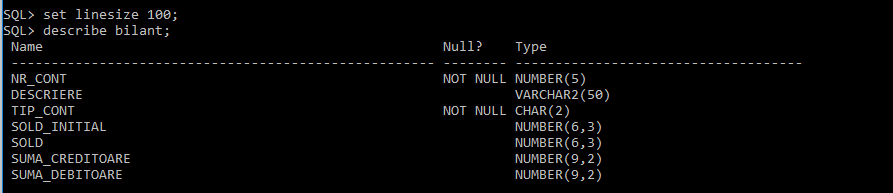 SQL> set linesize 100;
SQL> describe bilant;
Name Null? Type
----------------------------------------------------- -------- ------------------------------------
NR_CONT NOT NULL NUMBER(5)
DESCRIERE VARCHAR2(50)
TIP_CONT NOT NULL CHAR(2)
SOLD_INITIAL NUMBER(6,3)
SOLD NUMBER(6,3)
SUMA_CREDITOARE NUMBER(9,2)
SUMA_DEBITOARE NUMBER(9,2)